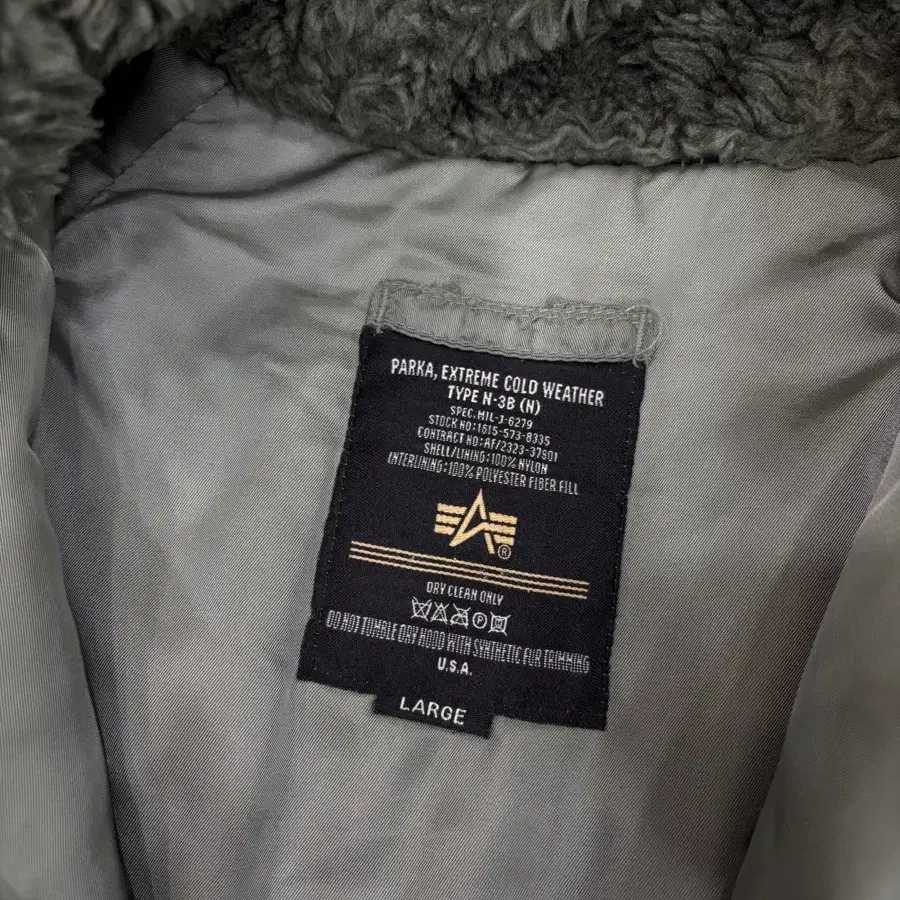 PARKA, EXTREME COLD WEATHER
TYPE N-3B (N)
SPEC. MIL-J-6279
STOCK NO: 1615-573-8335
CONTRACT NO: AF/2323-37901
SHELL/LINING: 100% NYLON
INTERLINING: 100% POLYESTER FIBER FILL
®
DRY CLEAN ONLY
P
DO NOT TUMBLE DRY HOOD WITH SYNTHETIC FUR TRIMMING
U.S.A.
LARGE